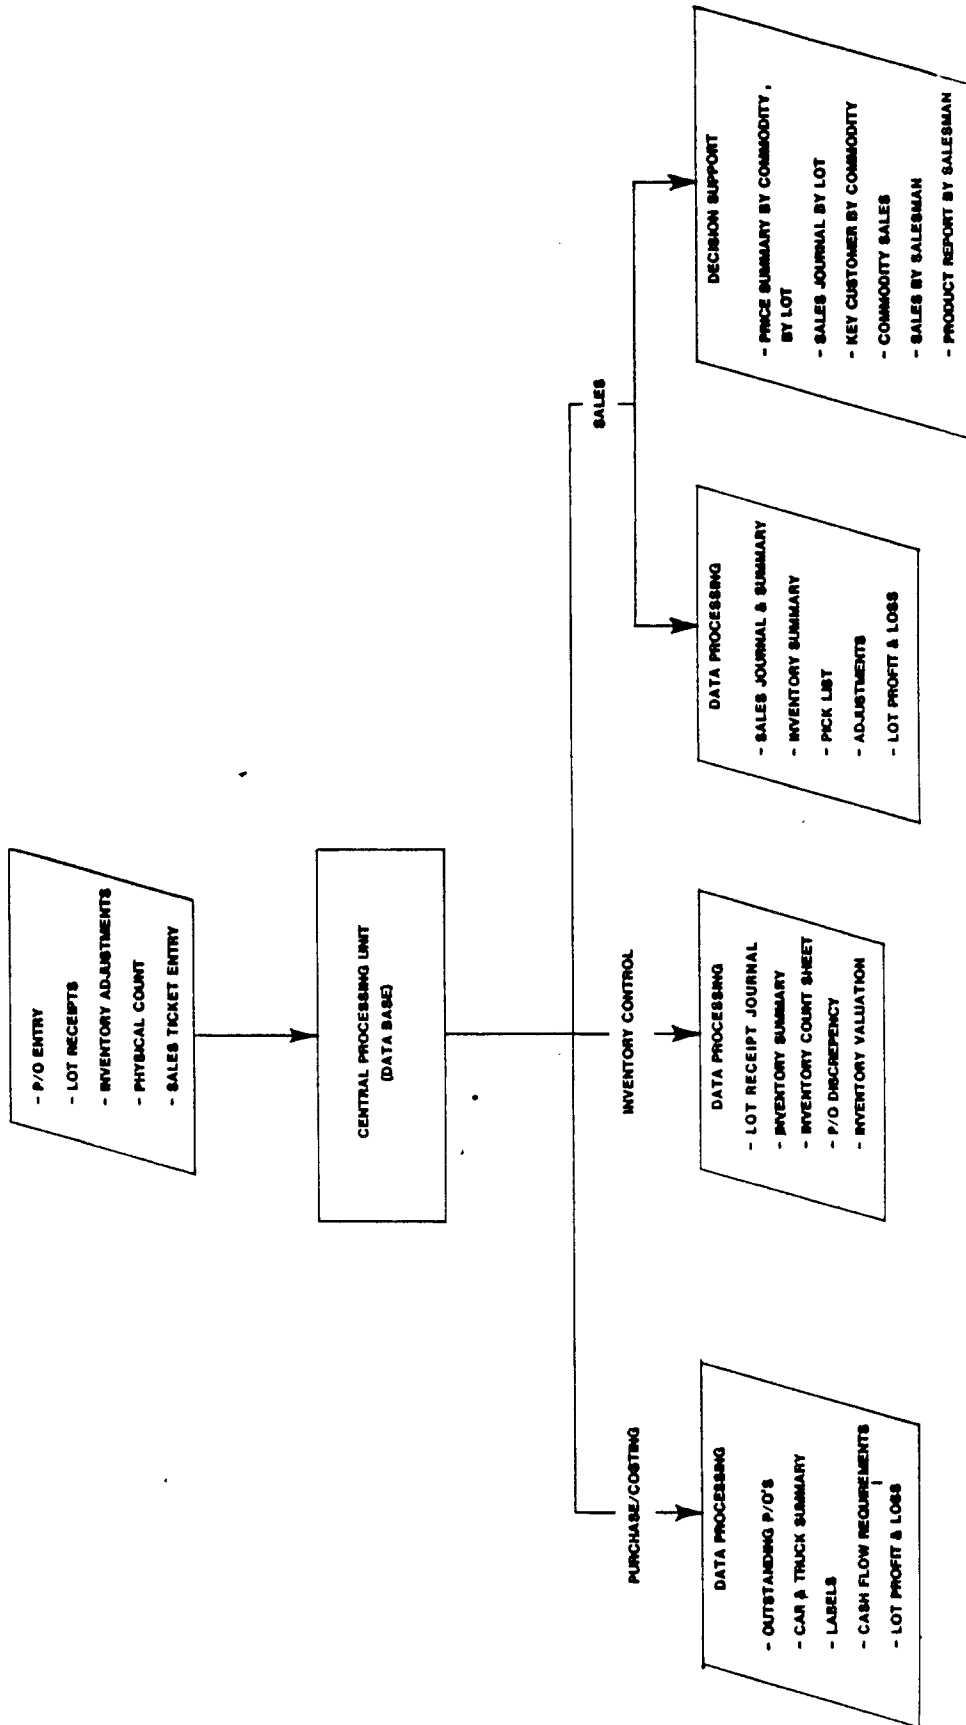 - P/O ENTRY
- LOT RECEIPTS
- INVENTORY ADJUSTMENTS
- PHYSICAL COUNT
- SALES TICKET ENTRY
CENTRAL PROCESSING UNIT
(DATA BASE)
PURCHASE/COSTING
INVENTORY CONTROL
SALES
DATA PROCESSING
- OUTSTANDING P/O'S
- CAR & TRUCK SUMMARY
- LABELS
- CASH FLOW REQUIREMENTS
- LOT PROFIT & LOSS
DATA PROCESSING
- LOT RECEIPT JOURNAL
- INVENTORY SUMMARY
- INVENTORY COUNT SHEET
- P/O DISCREPENCY
- INVENTORY VALUATION
DATA PROCESSING
- SALES JOURNAL & SUMMARY
- INVENTORY SUMMARY
- PICK LIST
- ADJUSTMENTS
- LOT PROFIT & LOSS
DECISION SUPPORT
- PRICE SUMMARY BY COMMODITY,
BY LOT
- SALES JOURNAL BY LOT
- KEY CUSTOMER BY COMMODITY
- COMMODITY SALES
- SALES BY SALESMAN
- PRODUCT REPORT BY SALESMAN